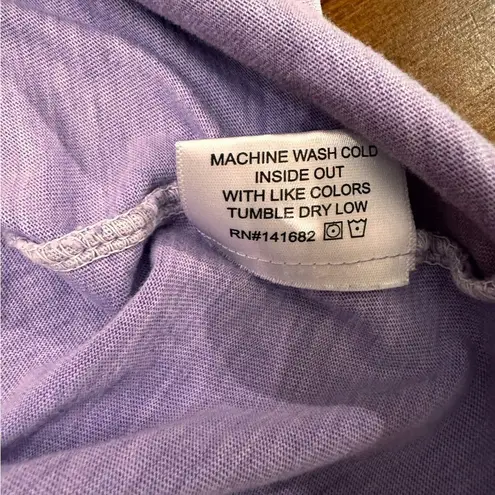 MACHINE WASH COLD
INSIDE OUT
WITH LIKE COLORS
TUMBLE DRY LOW
RN#141682